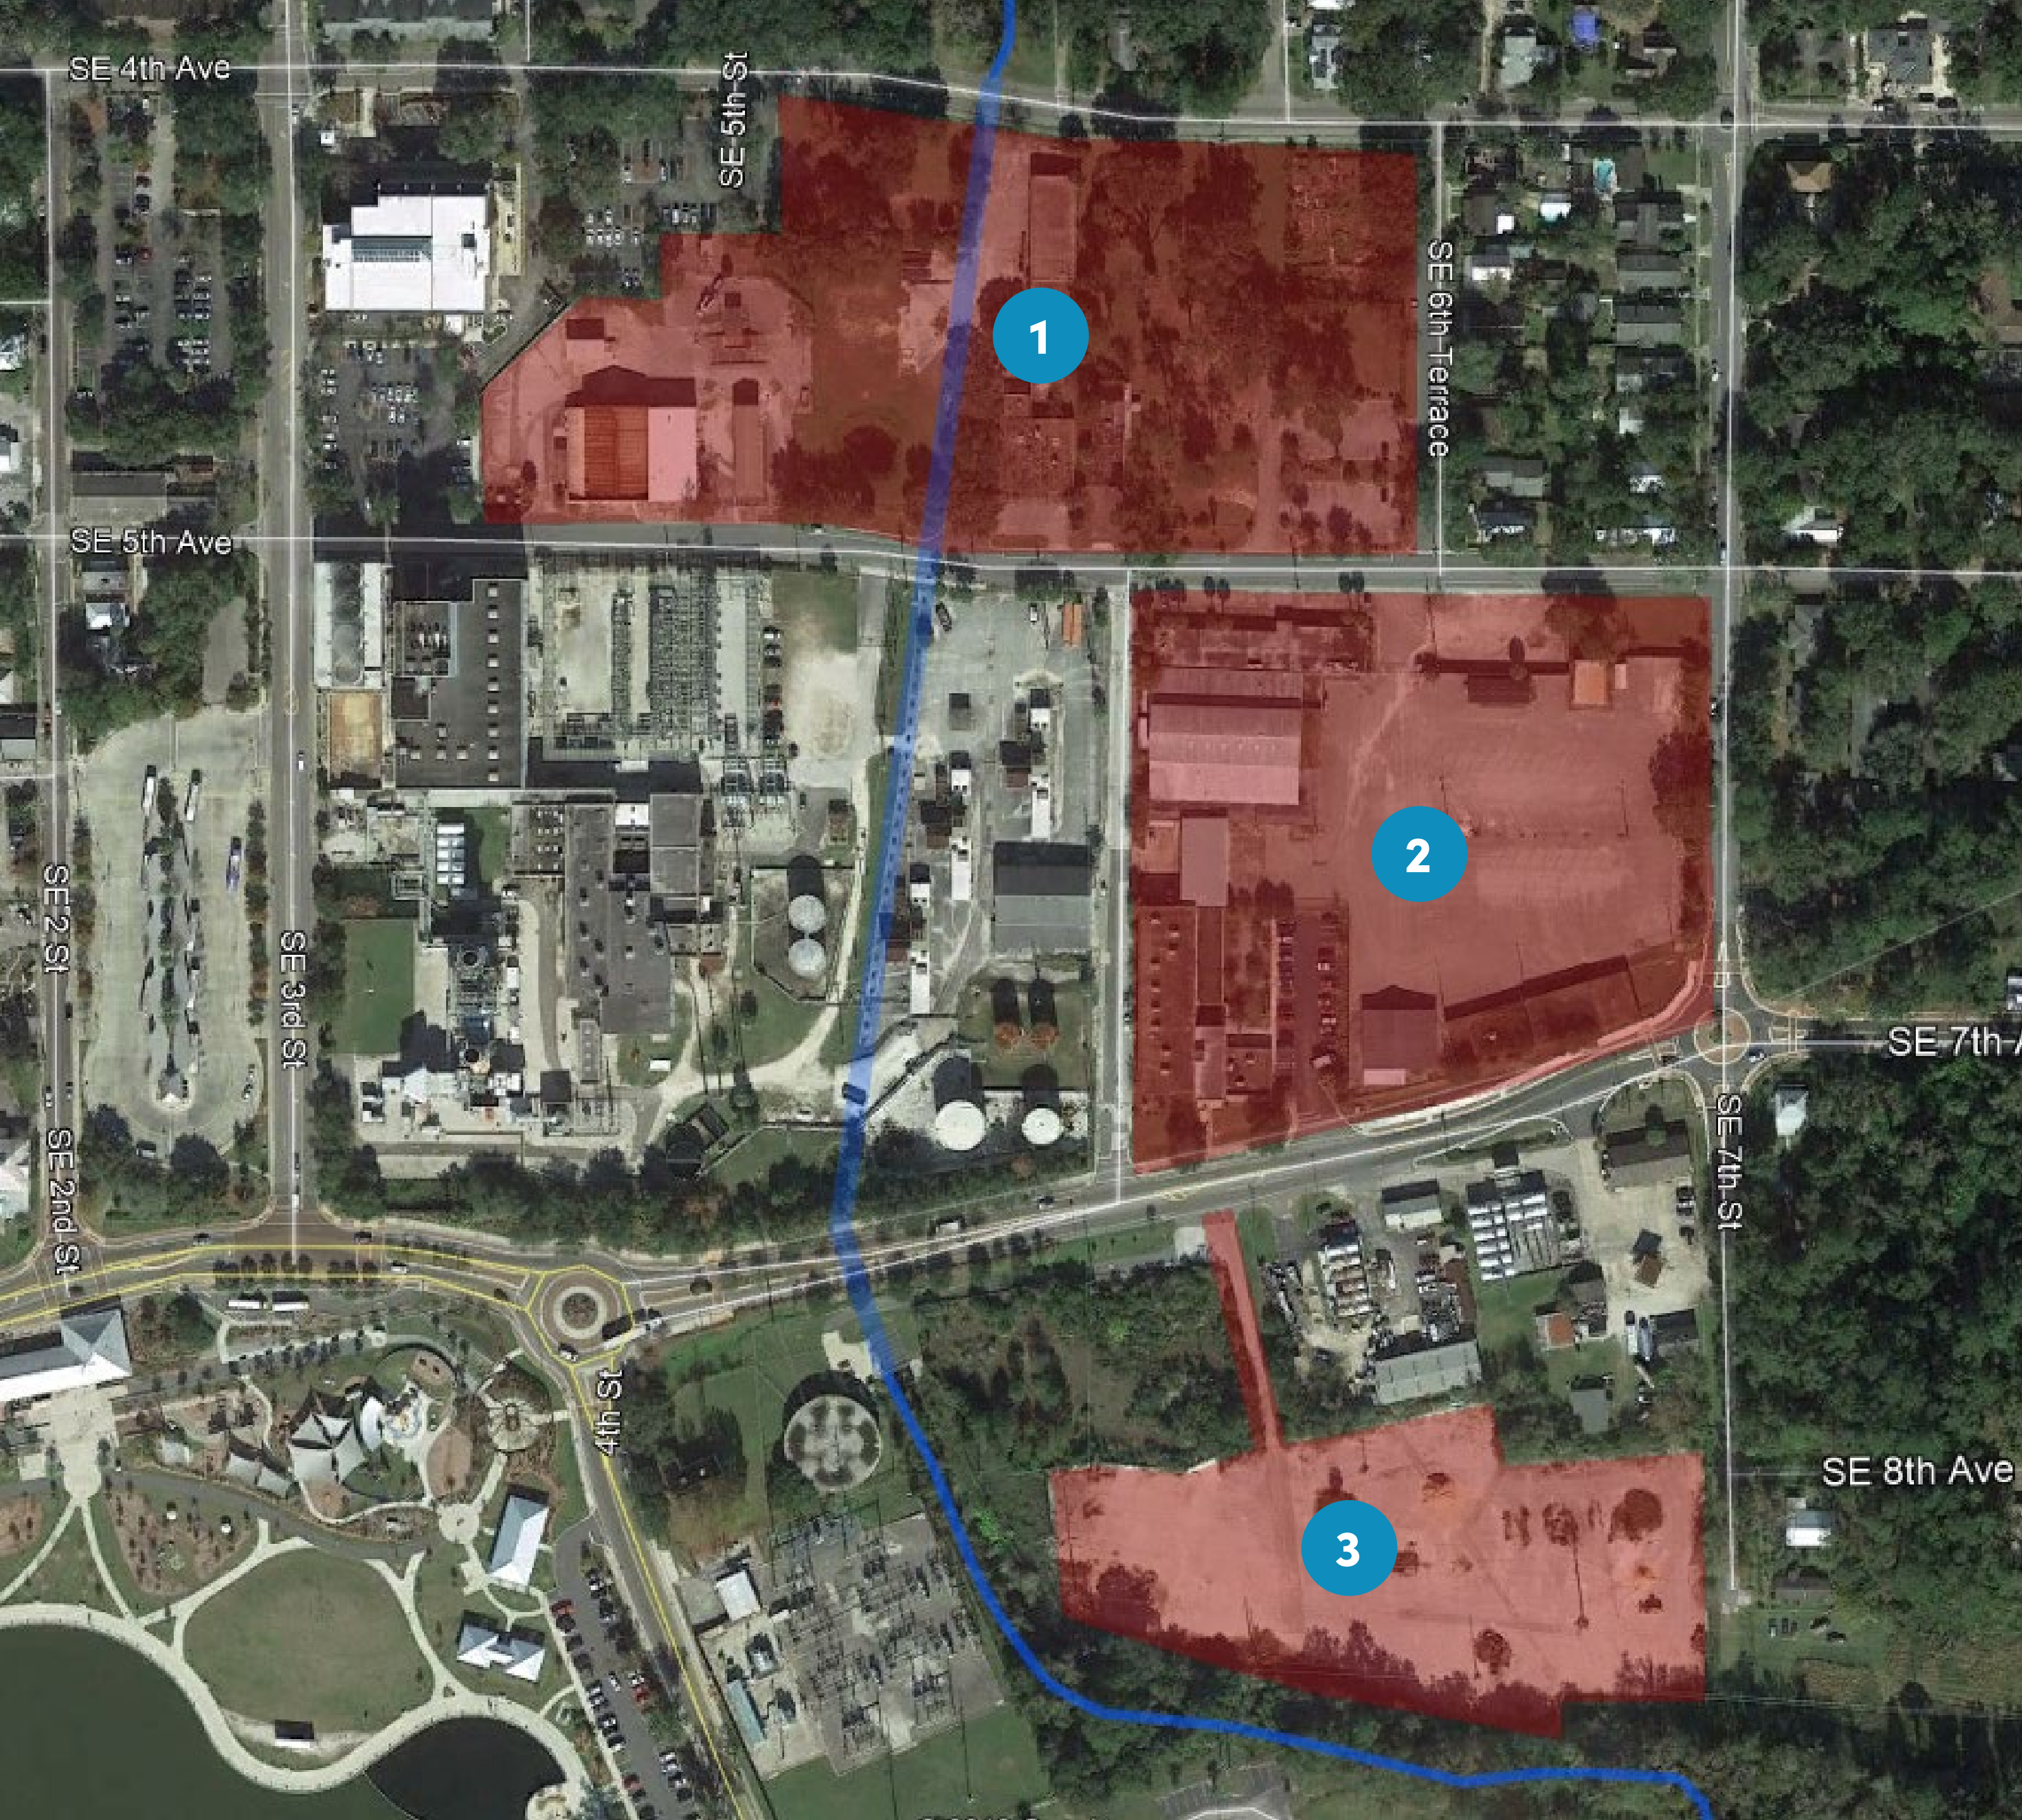 SE 4th Ave
SE 5th St
1
SE 6th Terrace
SE 5th Ave
2
SE 2 St
SE 3rd St
SE 7th A
SE 7th St
SE 2nd St
4th St
SE 8th Ave
3